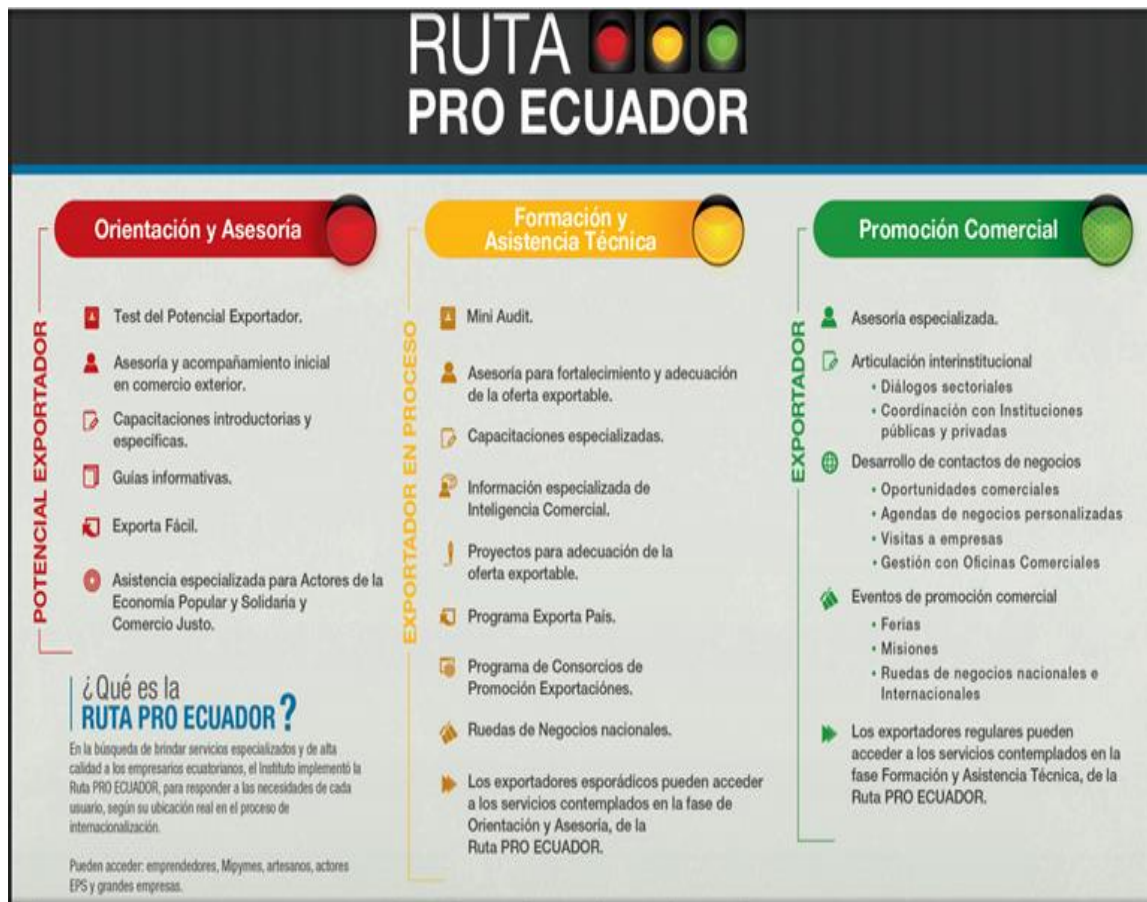 RUTA
PRO ECUADOR
Orientación y Asesoría
POTENCIAL EXPORTADOR
Test del Potencial Exportador.
Asesoría y acompañamiento inicial
en comercio exterior.
Capacitaciones introductorias y
específicas.
Guías informativas.
Exporta Fácil.
Asistencia especializada para Actores de la
Economía Popular y Solidaria y
Comercio Justo.
¿Qué es la
RUTA PRO ECUADOR?
En la búsqueda de brindar servicios especializados y de alta
calidad a los empresarios ecuatorianos, el Instituto implementó la
Ruta PRO ECUADOR, para responder a las necesidades de cada
usuario, según su ubicación real en el proceso de
internacionalización.
Pueden acceder: emprendedores, Mipymes, artesanos, actores
EPS y grandes empresas.
Formación y
Asistencia Técnica
EXPORTADOR EN PROCESO
Mini Audit.
Asesoría para fortalecimiento y adecuación
de la oferta exportable.
Capacitaciones especializadas.
Información especializada de
Inteligencia Comercial.
Proyectos para adecuación de la
oferta exportable.
Programa Exporta País.
Programa de Consorcios de
Promoción Exportaciónes.
Ruedas de Negocios nacionales.
Los exportadores esporádicos pueden acceder
a los servicios contemplados en la fase de
Orientación y Asesoría, de la
Ruta PRO ECUADOR.
Promoción Comercial
EXPORTADOR
Asesoría especializada.
Articulación interinstitucional
• Diálogos sectoriales
• Coordinación con Instituciones
públicas y privadas
Desarrollo de contactos de negocios
• Oportunidades comerciales
• Agendas de negocios personalizadas
• Visitas a empresas
• Gestión con Oficinas Comerciales
Eventos de promoción comercial
• Ferias
• Misiones
• Ruedas de negocios nacionales e
Internacionales
Los exportadores regulares pueden
acceder a los servicios contemplados en la
fase Formación y Asistencia Técnica, de la
Ruta PRO ECUADOR.